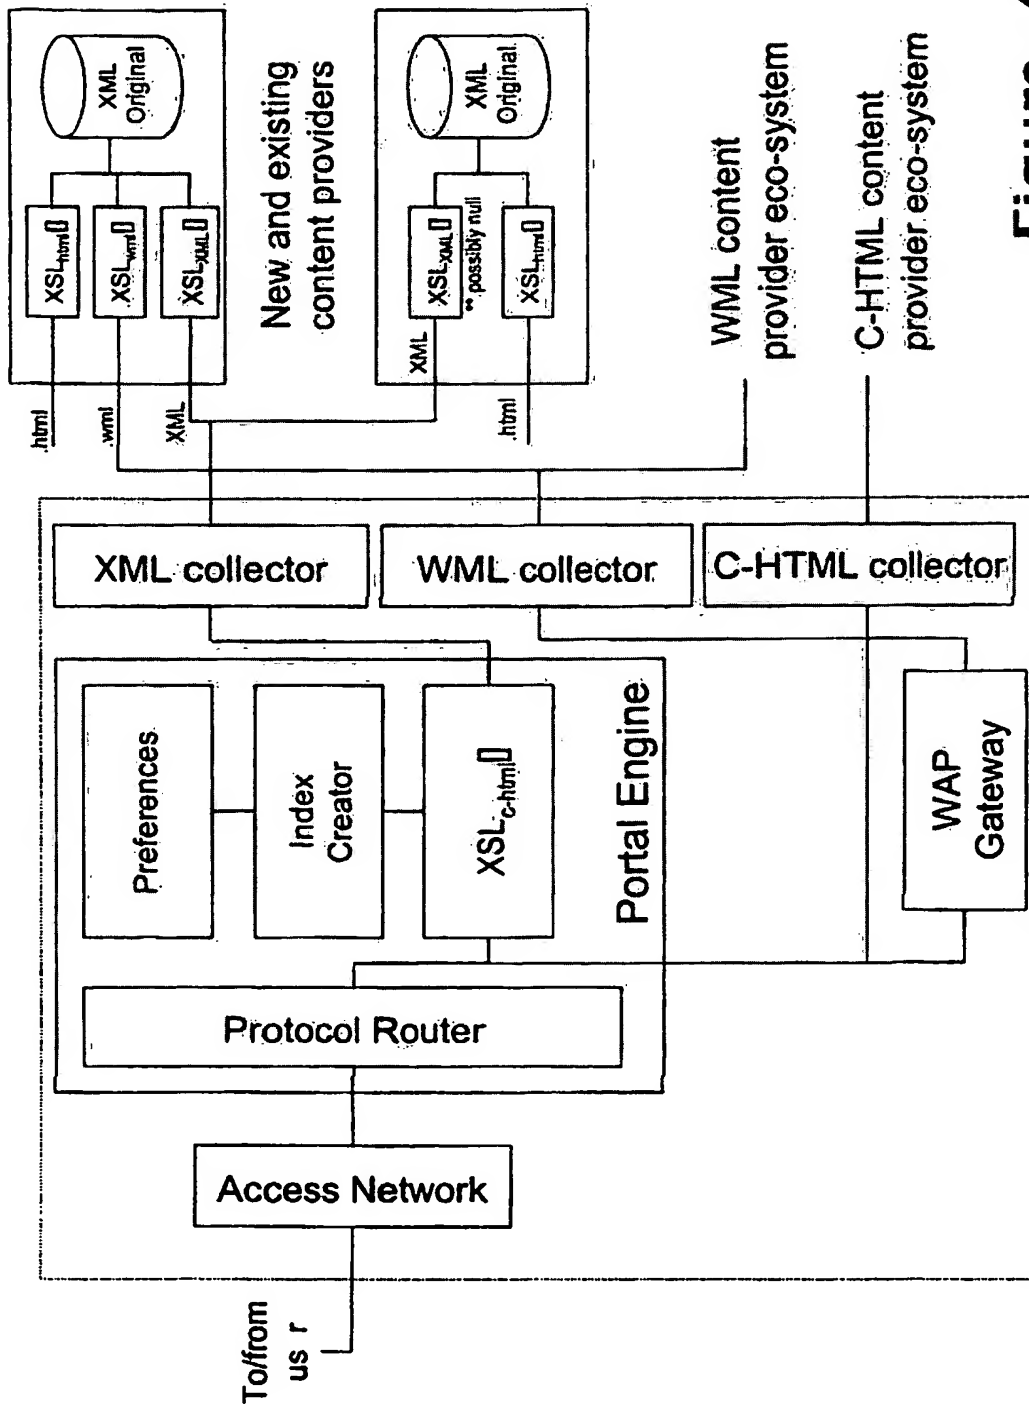 XML
Original
XSLhtml[]
XSLwml[]
XSLXML[]
.html
.wml
XML
New and existing
content providers
XML
Original
XSLXML[]
** possibly null
XSLhtml[]
XML
.html
WML content
provider eco-system
C-HTML content
provider eco-system
XML collector
WML collector
C-HTML collector
Preferences
Index
Creator
XSLc-html[]
Portal Engine
WAP
Gateway
Protocol Router
Access Network
To/from
us r
Figure